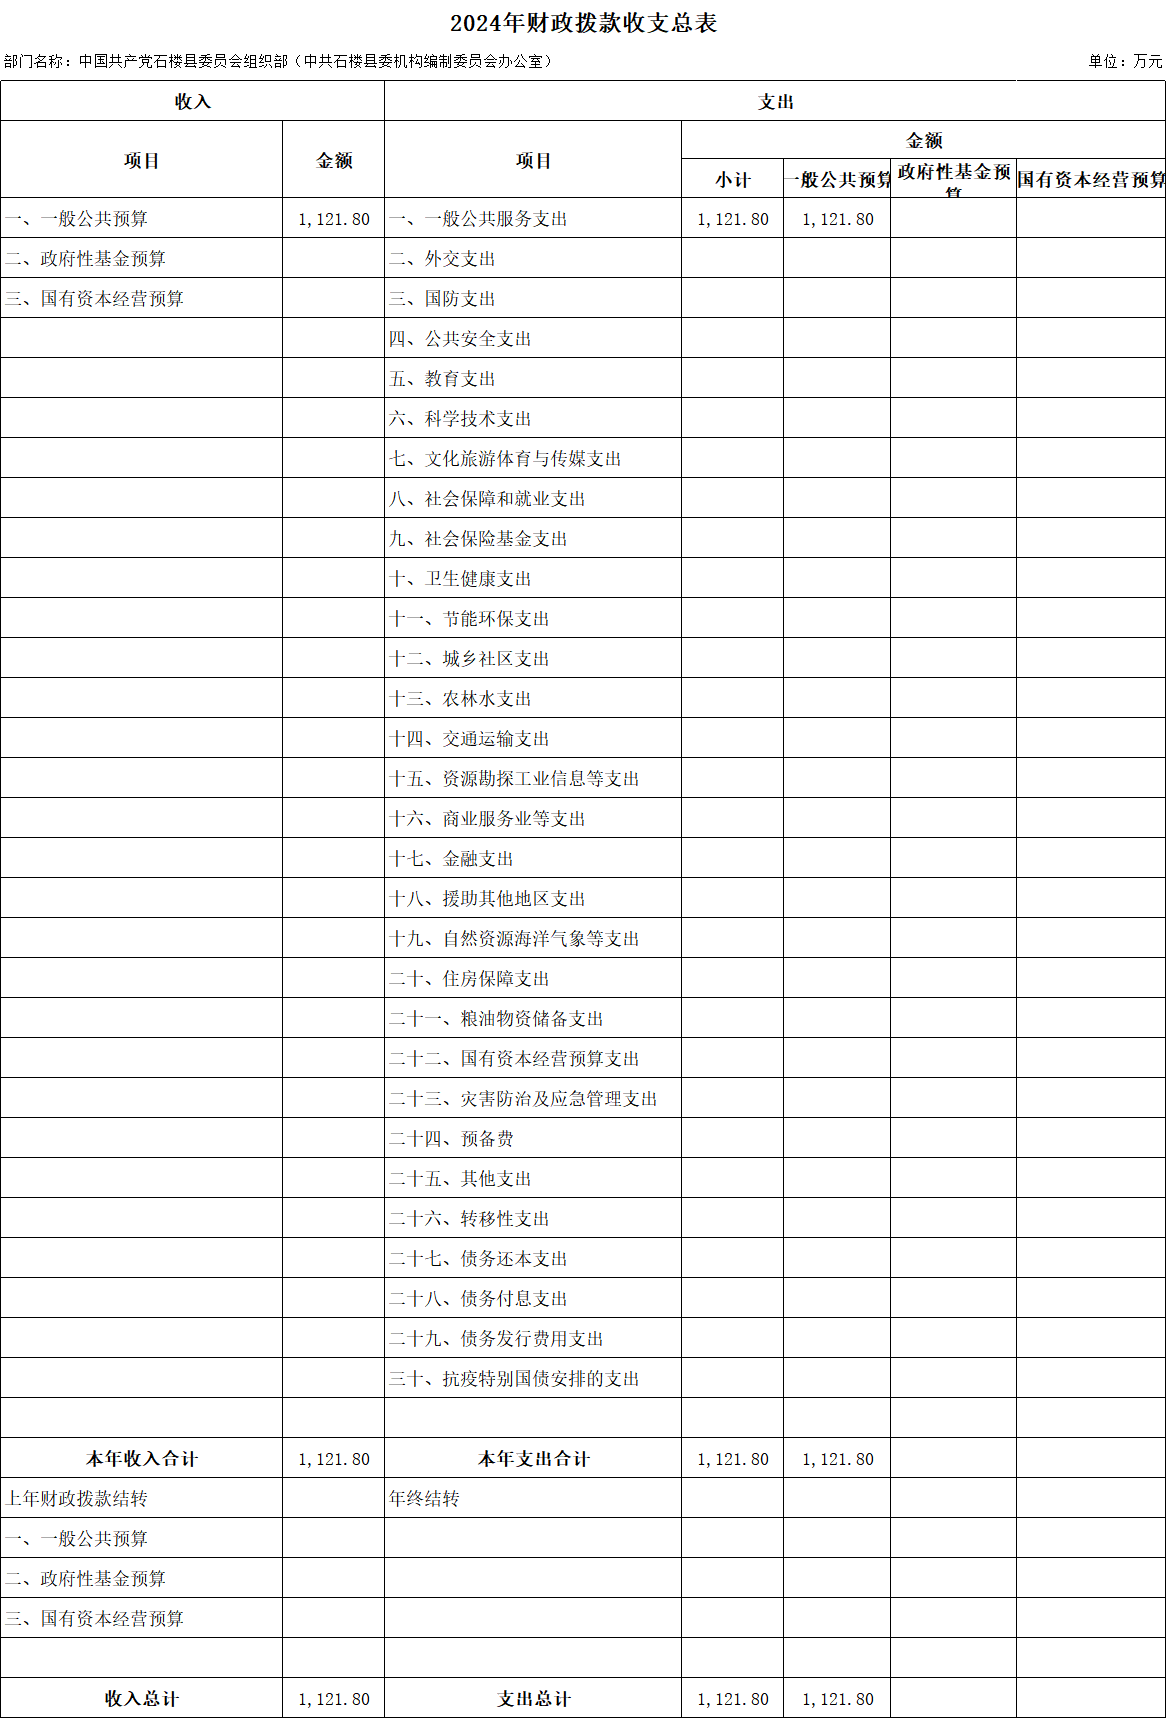 2024年财政拨款收支总表
部门名称：中国共产党石楼县委员会组织部（中共石楼县委机构编制委员会办公室） 单位：万元
收入 支出
项目 金额 项目 金额
小计 一般公共预算 政府性基金预算 国有资本经营预算
一、一般公共预算 1,121.80 一、一般公共服务支出 1,121.80 1,121.80
二、政府性基金预算 二、外交支出
三、国有资本经营预算 三、国防支出
四、公共安全支出
五、教育支出
六、科学技术支出
七、文化旅游体育与传媒支出
八、社会保障和就业支出
九、社会保险基金支出
十、卫生健康支出
十一、节能环保支出
十二、城乡社区支出
十三、农林水支出
十四、交通运输支出
十五、资源勘探工业信息等支出
十六、商业服务业等支出
十七、金融支出
十八、援助其他地区支出
十九、自然资源海洋气象等支出
二十、住房保障支出
二十一、粮油物资储备支出
二十二、国有资本经营预算支出
二十三、灾害防治及应急管理支出
二十四、预备费
二十五、其他支出
二十六、转移性支出
二十七、债务还本支出
二十八、债务付息支出
二十九、债务发行费用支出
三十、抗疫特别国债安排的支出
本年收入合计 1,121.80 本年支出合计 1,121.80 1,121.80
上年财政拨款结转 年终结转
一、一般公共预算
二、政府性基金预算
三、国有资本经营预算
收入总计 1,121.80 支出总计 1,121.80 1,121.80